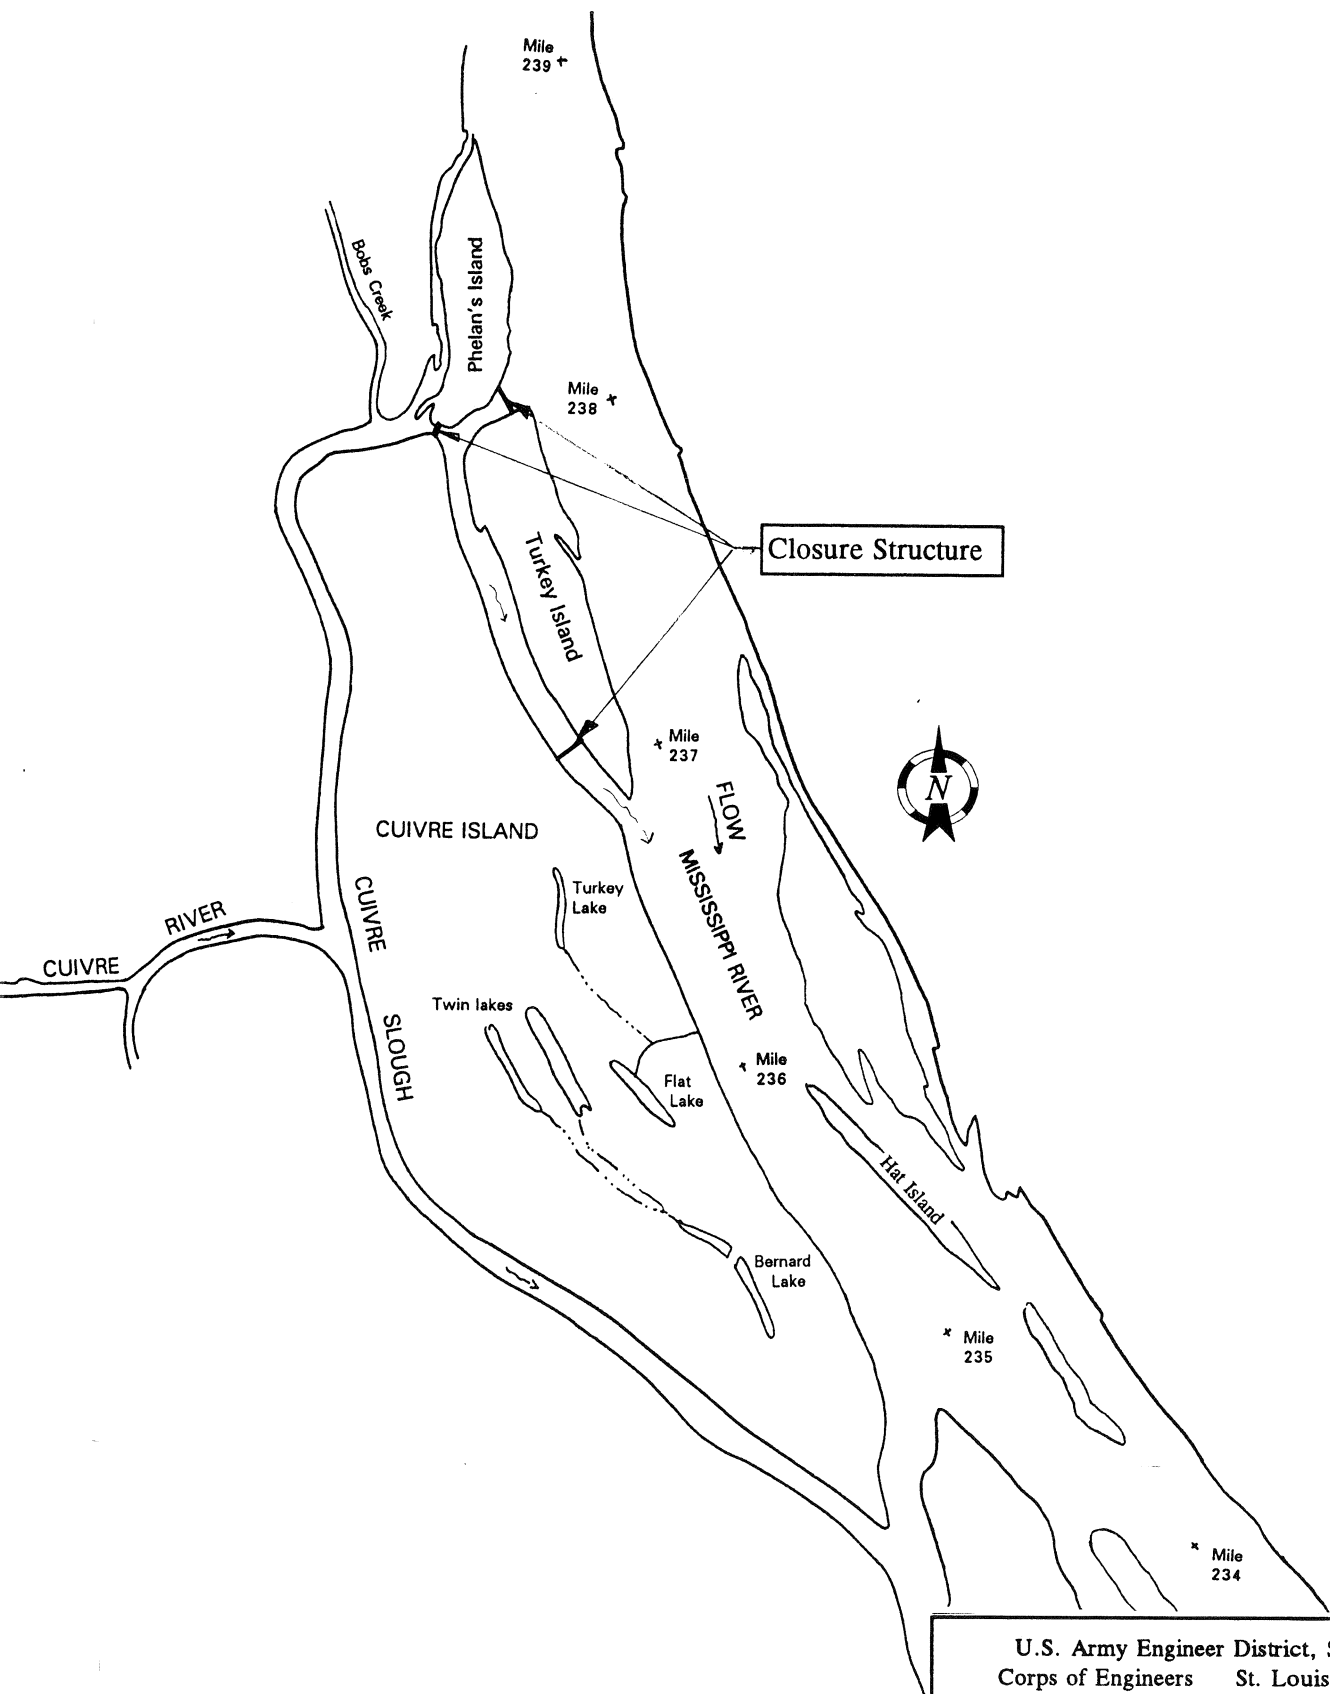 Mile
239
Bobs Creek
Phelan's Island
Mile
238
Closure Structure
Turkey Island
Mile
237
FLOW
N
CUIVRE ISLAND
MISSISSIPPI RIVER
Turkey
Lake
CUIVRE
SLOUGH
CUIVRE
RIVER
Twin lakes
Mile
236
Flat
Lake
Hat Island
Bernard
Lake
Mile
235
Mile
234
U.S. Army Engineer District,
Corps of Engineers St. Louis